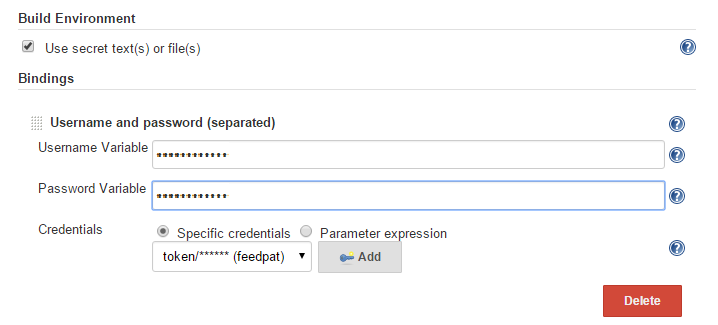 Build Environment
Use secret text(s) or file(s)
Bindings
Username and password (separated)
Username Variable ************
Password Variable ************
Credentials
Specific credentials Parameter expression
token/****** (feedpat) Add
Delete